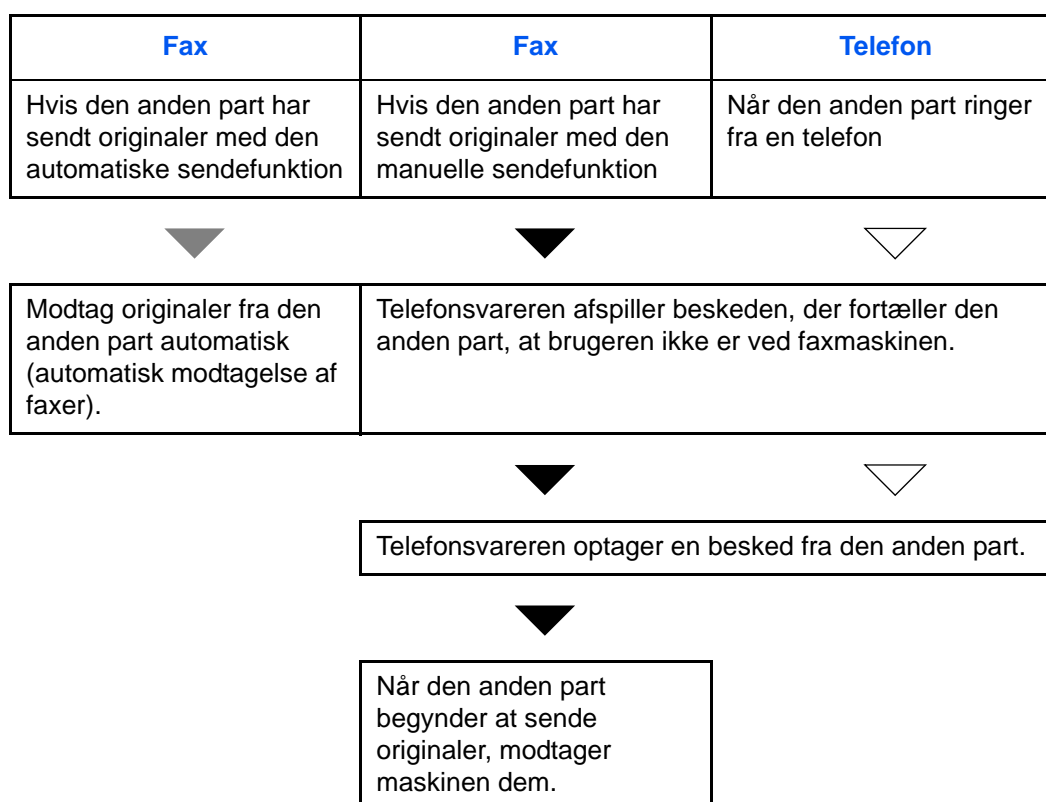 Fax
Fax
Telefon
Hvis den anden part har
sendt originaler med den
automatiske sendefunktion
Hvis den anden part har
sendt originaler med den
manuelle sendefunktion
Når den anden part ringer
fra en telefon
Modtag originaler fra den
anden part automatisk
(automatisk modtagelse af
faxer).
Telefonsvareren afspiller beskeden, der fortæller den
anden part, at brugeren ikke er ved faxmaskinen.
Telefonsvareren optager en besked fra den anden part.
Når den anden part
begynder at sende
originaler, modtager
maskinen dem.